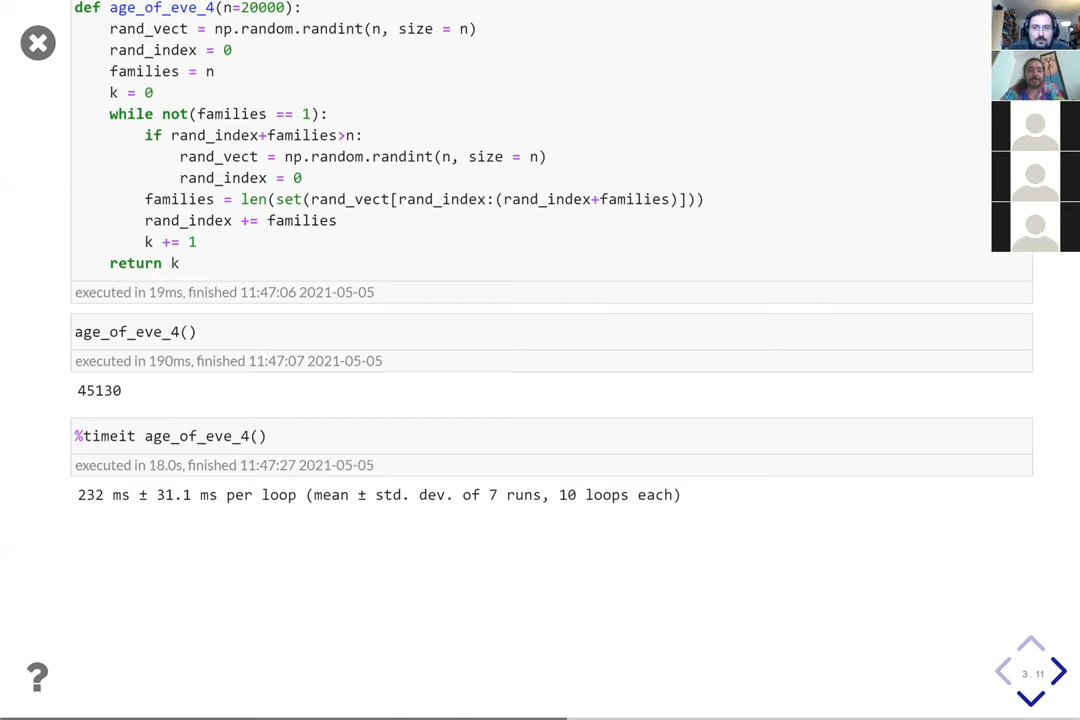 def age_of_eve_4(n=20000):
    rand_vect = np.random.randint(n, size = n)
    rand_index = 0
    families = n
    k = 0
    while not(families == 1):
        if rand_index+families>n:
            rand_vect = np.random.randint(n, size = n)
            rand_index = 0
        families = len(set(rand_vect[rand_index:(rand_index+families)]))
        rand_index += families
        k += 1
    return k
executed in 19ms, finished 11:47:06 2021-05-05
age_of_eve_4()
executed in 190ms, finished 11:47:07 2021-05-05
45130
%timeit age_of_eve_4()
executed in 18.0s, finished 11:47:27 2021-05-05
232 ms ± 31.1 ms per loop (mean ± std. dev. of 7 runs, 10 loops each)
?
3 . 11